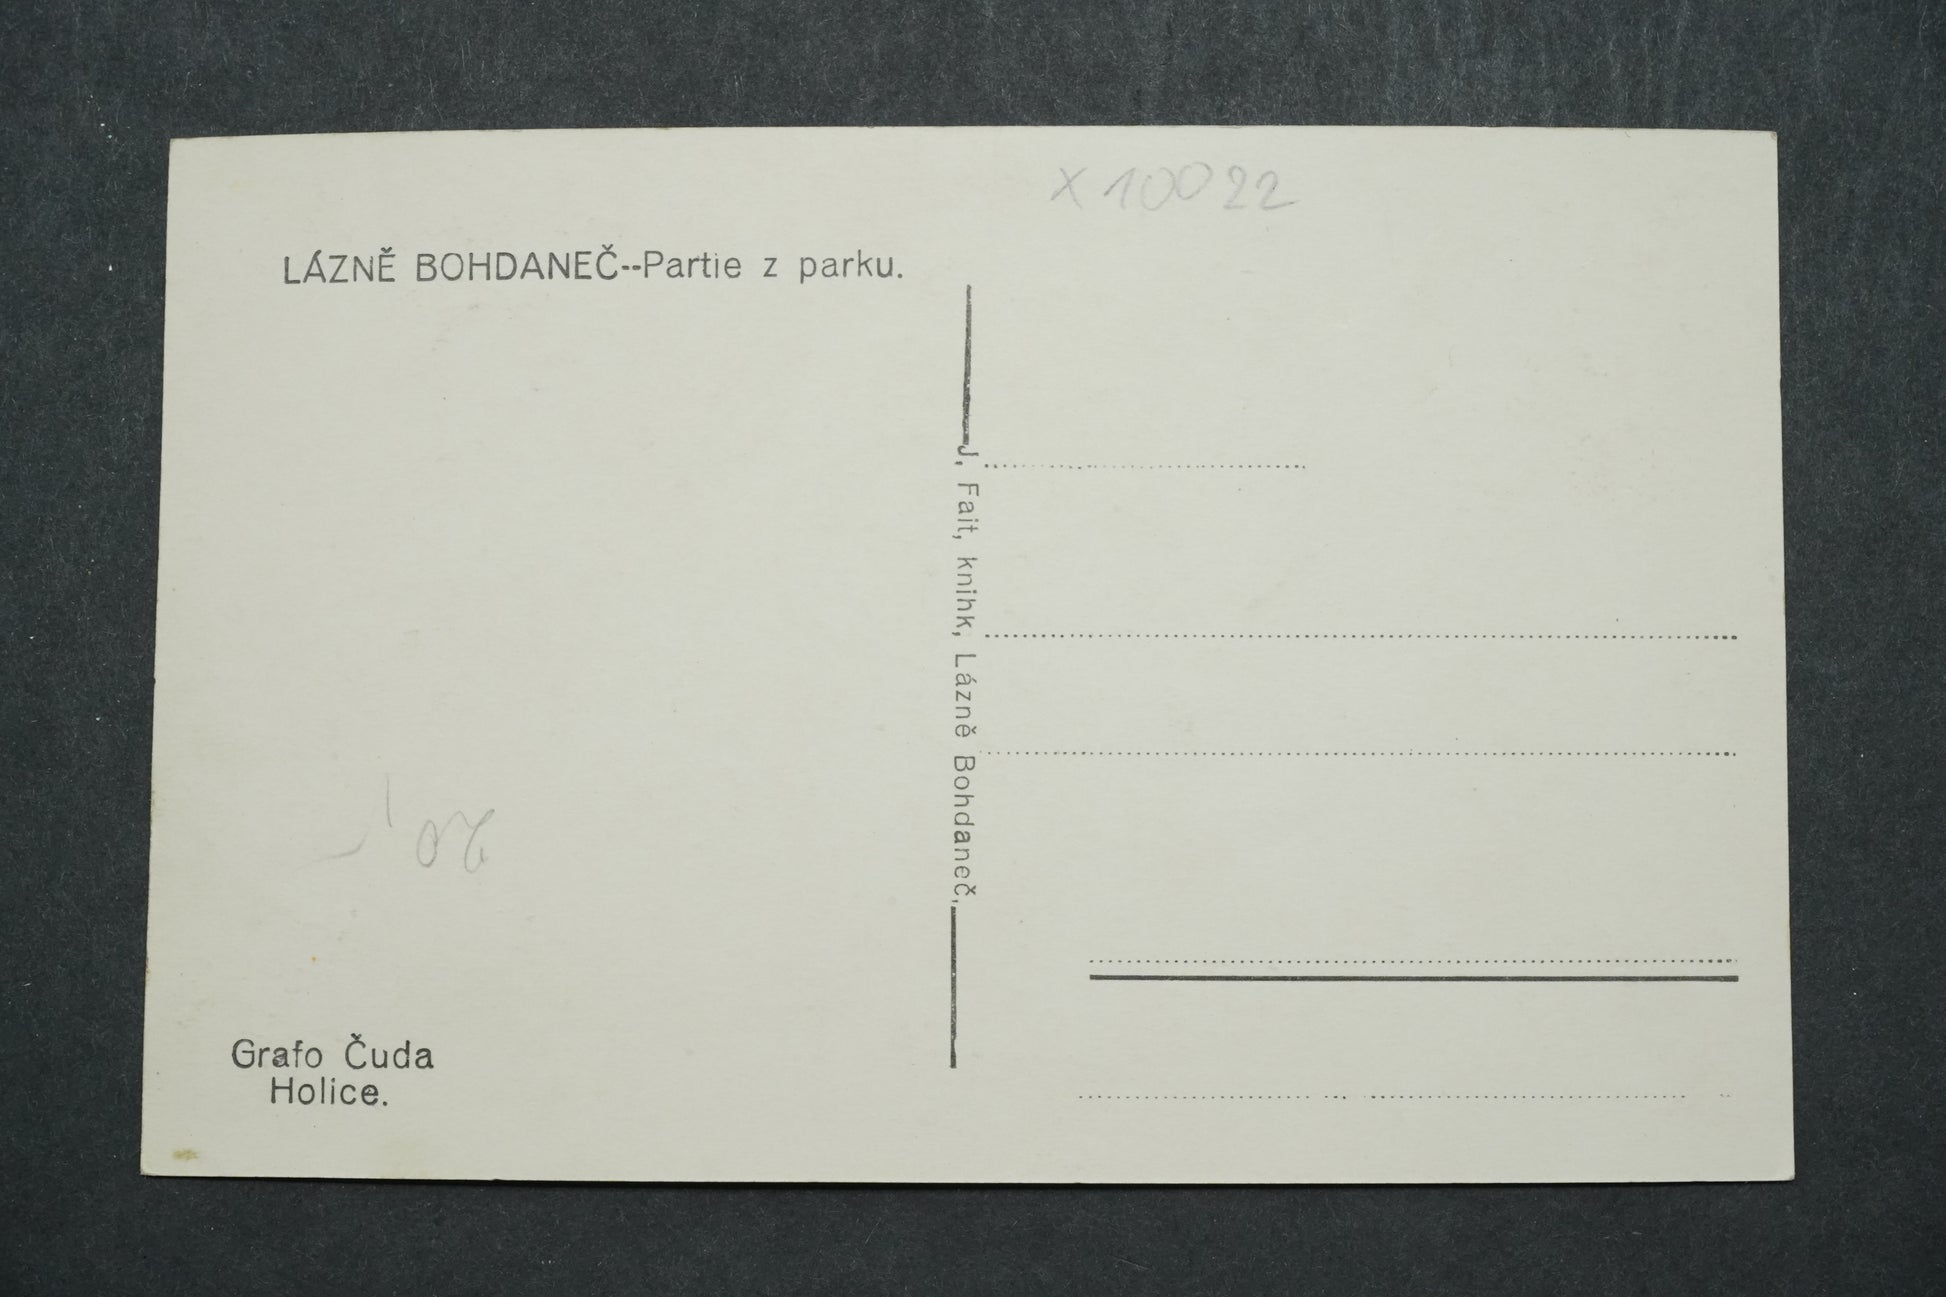 X 10022
LÁZNĚ BOHDANEČ--Partie z parku.
J, Fait, knihk, Lázně Bohdaneč,
Grafo Čuda
Holice.